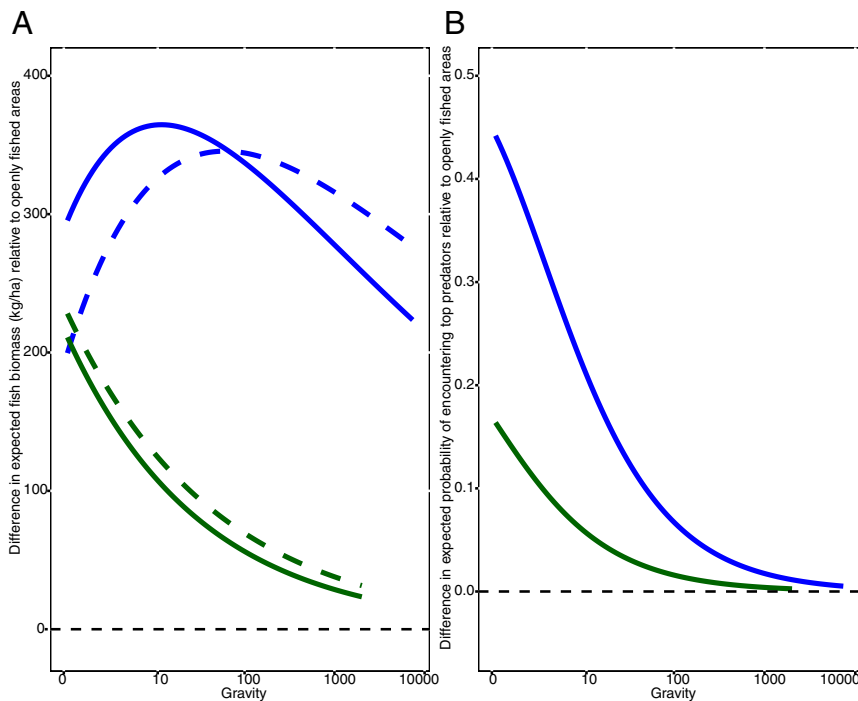 A
Difference in expected fish biomass (kg/ha) relative to openly fished areas
400
300
200
100
0
0 10 100 1000 10000
Gravity
B
Difference in expected probability of encountering top predators relative to openly fished areas
0.5
0.4
0.3
0.2
0.1
0.0
0 10 100 1000 10000
Gravity